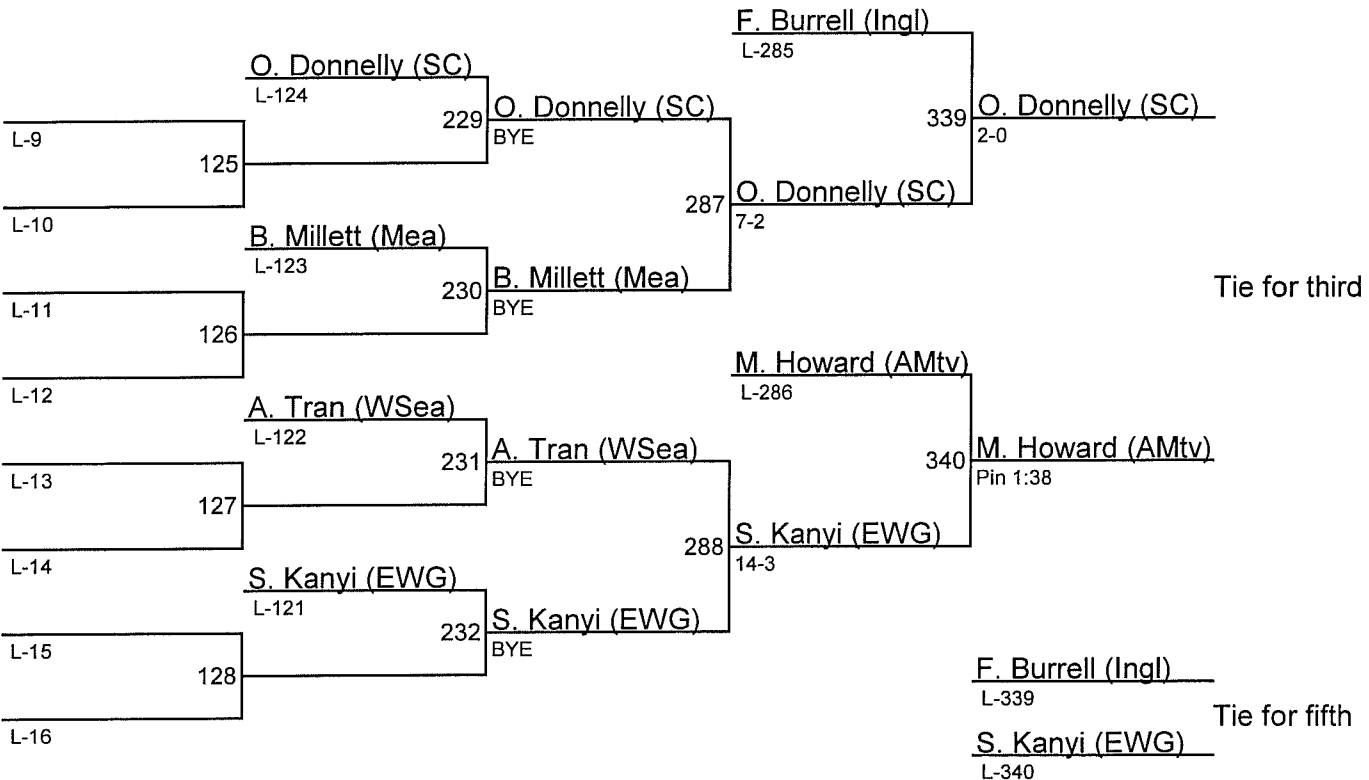 F. Burrell (Ingl)
L-285
O. Donnelly (SC)
L-124
229
O. Donnelly (SC)
BYE
339
O. Donnelly (SC)
2-0
L-9
125
L-10
287
O. Donnelly (SC)
7-2
B. Millett (Mea)
L-123
230
B. Millett (Mea)
BYE
L-11
126
L-12
Tie for third
M. Howard (AMtv)
L-286
A. Tran (WSea)
L-122
231
A. Tran (WSea)
BYE
340
M. Howard (AMtv)
Pin 1:38
L-13
127
L-14
288
S. Kanyi (EWG)
14-3
S. Kanyi (EWG)
L-121
232
S. Kanyi (EWG)
BYE
L-15
128
L-16
F. Burrell (Ingl)
L-339
Tie for fifth
S. Kanyi (EWG)
L-340